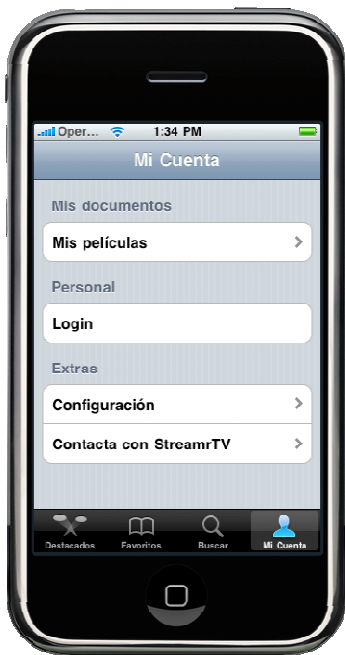 Oper...
1:34 PM
Mi Cuenta
Mis documentos
Mis películas
Personal
Login
Extras
Configuración
Contacta con StreamrTV
Destacados
Favoritos
Buscar
Mi Cuenta